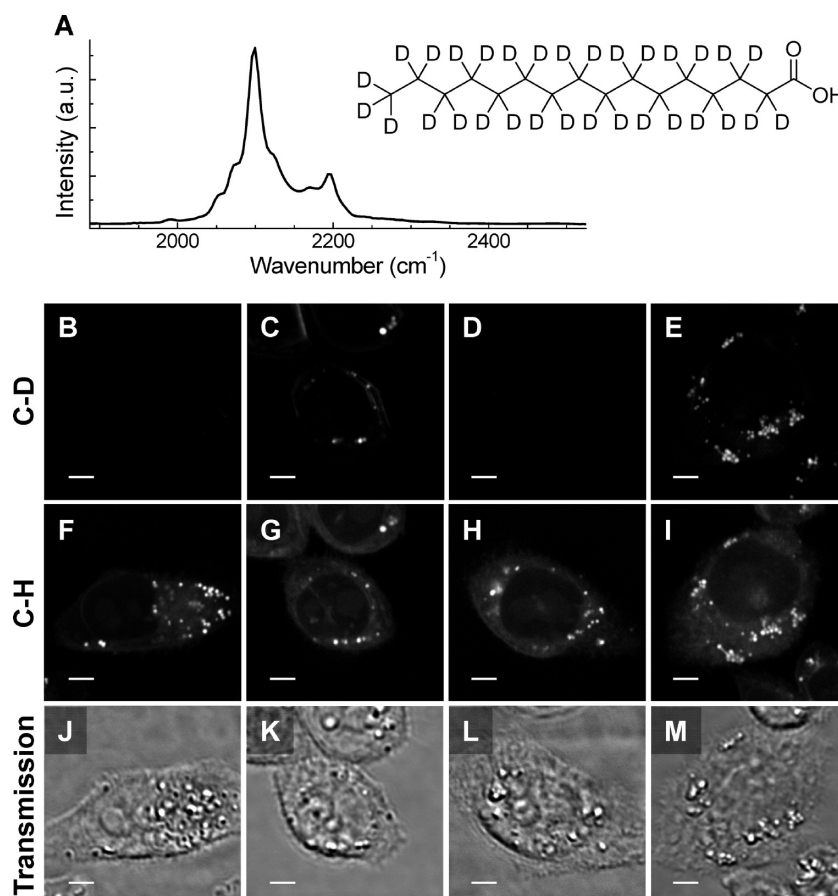 A
Intensity (a.u.)
Wavenumber (cm⁻¹)
2000 2200 2400
D D D D D D D D D D D D D D O
D
D
D D D D D D D D D D D D D D D OH
B C D E
C-D
F G H I
C-H
J K L M
Transmission